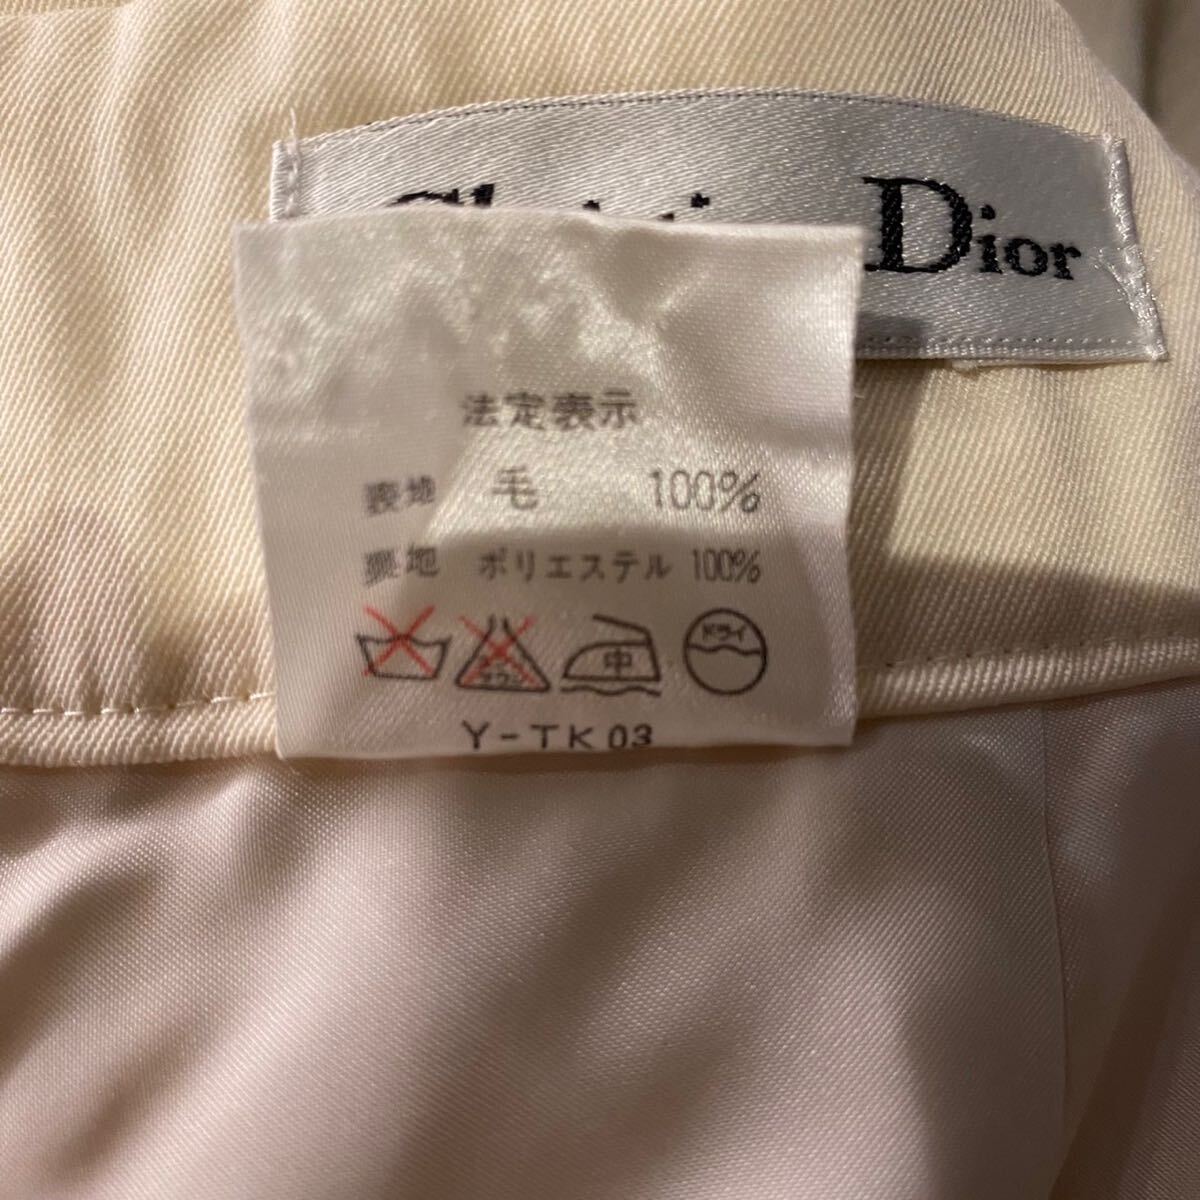 Dior
法定表示
表地 毛 100%
裏地 ポリエステル 100%
中 ドライ
Y-TK03